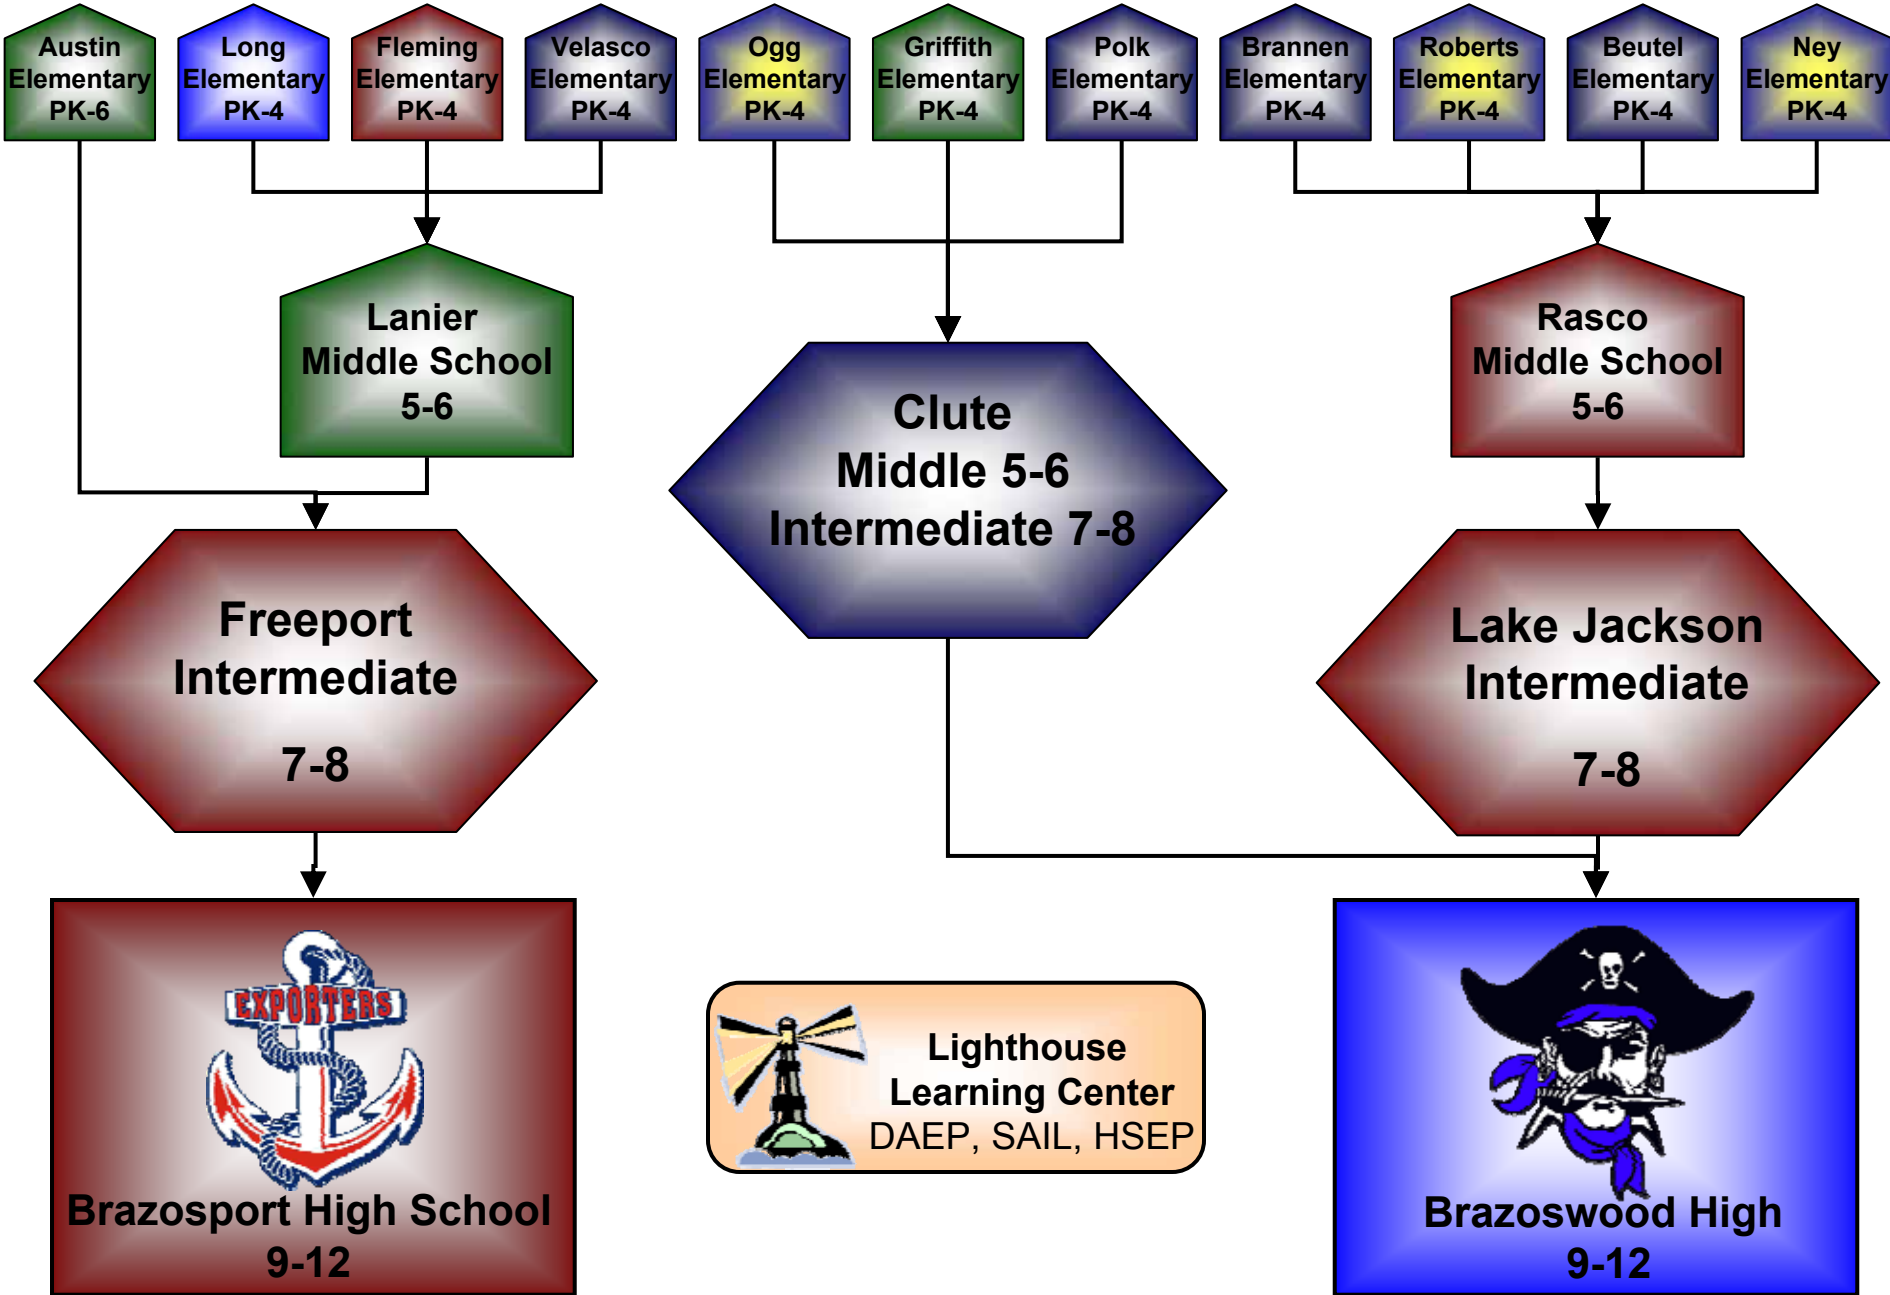 Austin
Elementary
PK-6
Long
Elementary
PK-4
Fleming
Elementary
PK-4
Velasco
Elementary
PK-4
Ogg
Elementary
PK-4
Griffith
Elementary
PK-4
Polk
Elementary
PK-4
Brannen
Elementary
PK-4
Roberts
Elementary
PK-4
Beutel
Elementary
PK-4
Ney
Elementary
PK-4
Lanier
Middle School
5-6
Rasco
Middle School
5-6
Clute
Middle 5-6
Intermediate 7-8
Freeport
Intermediate
7-8
Lake Jackson
Intermediate
7-8
EXPORTERS
Brazosport High School
9-12
Lighthouse
Learning Center
DAEP, SAIL, HSEP
Brazoswood High
9-12